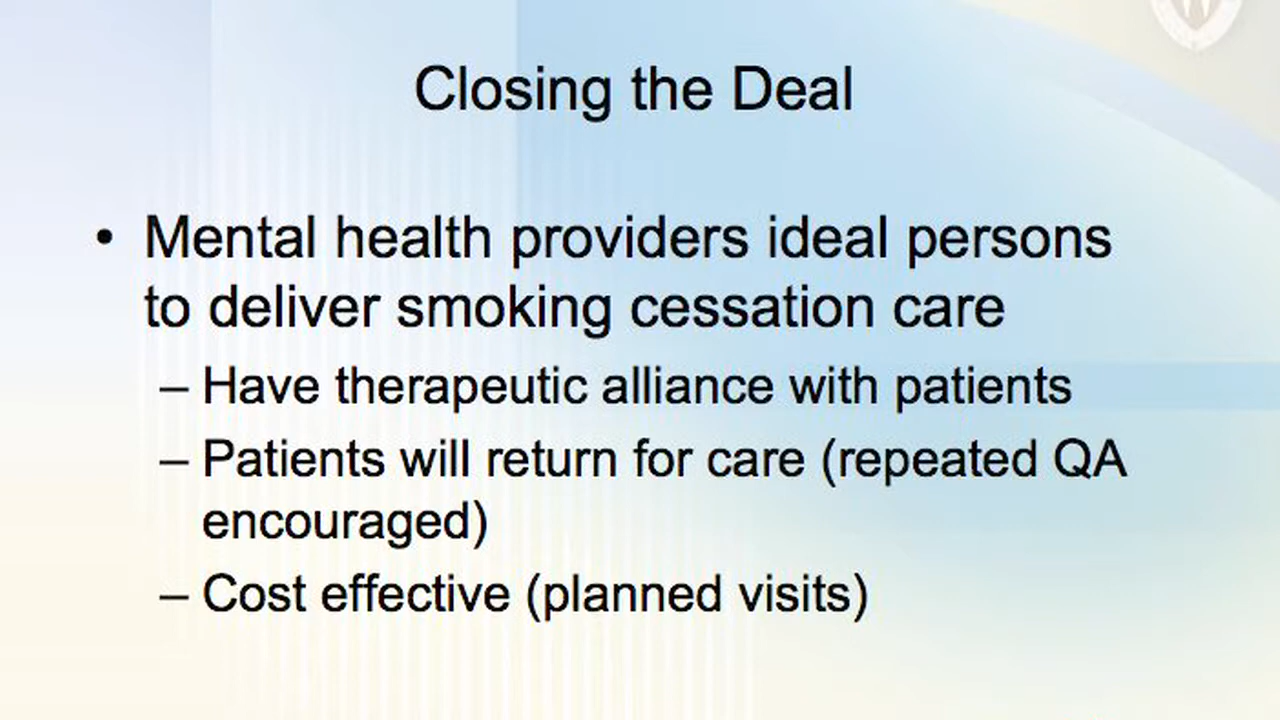 Closing the Deal
• Mental health providers ideal persons
to deliver smoking cessation care
– Have therapeutic alliance with patients
– Patients will return for care (repeated QA
encouraged)
– Cost effective (planned visits)